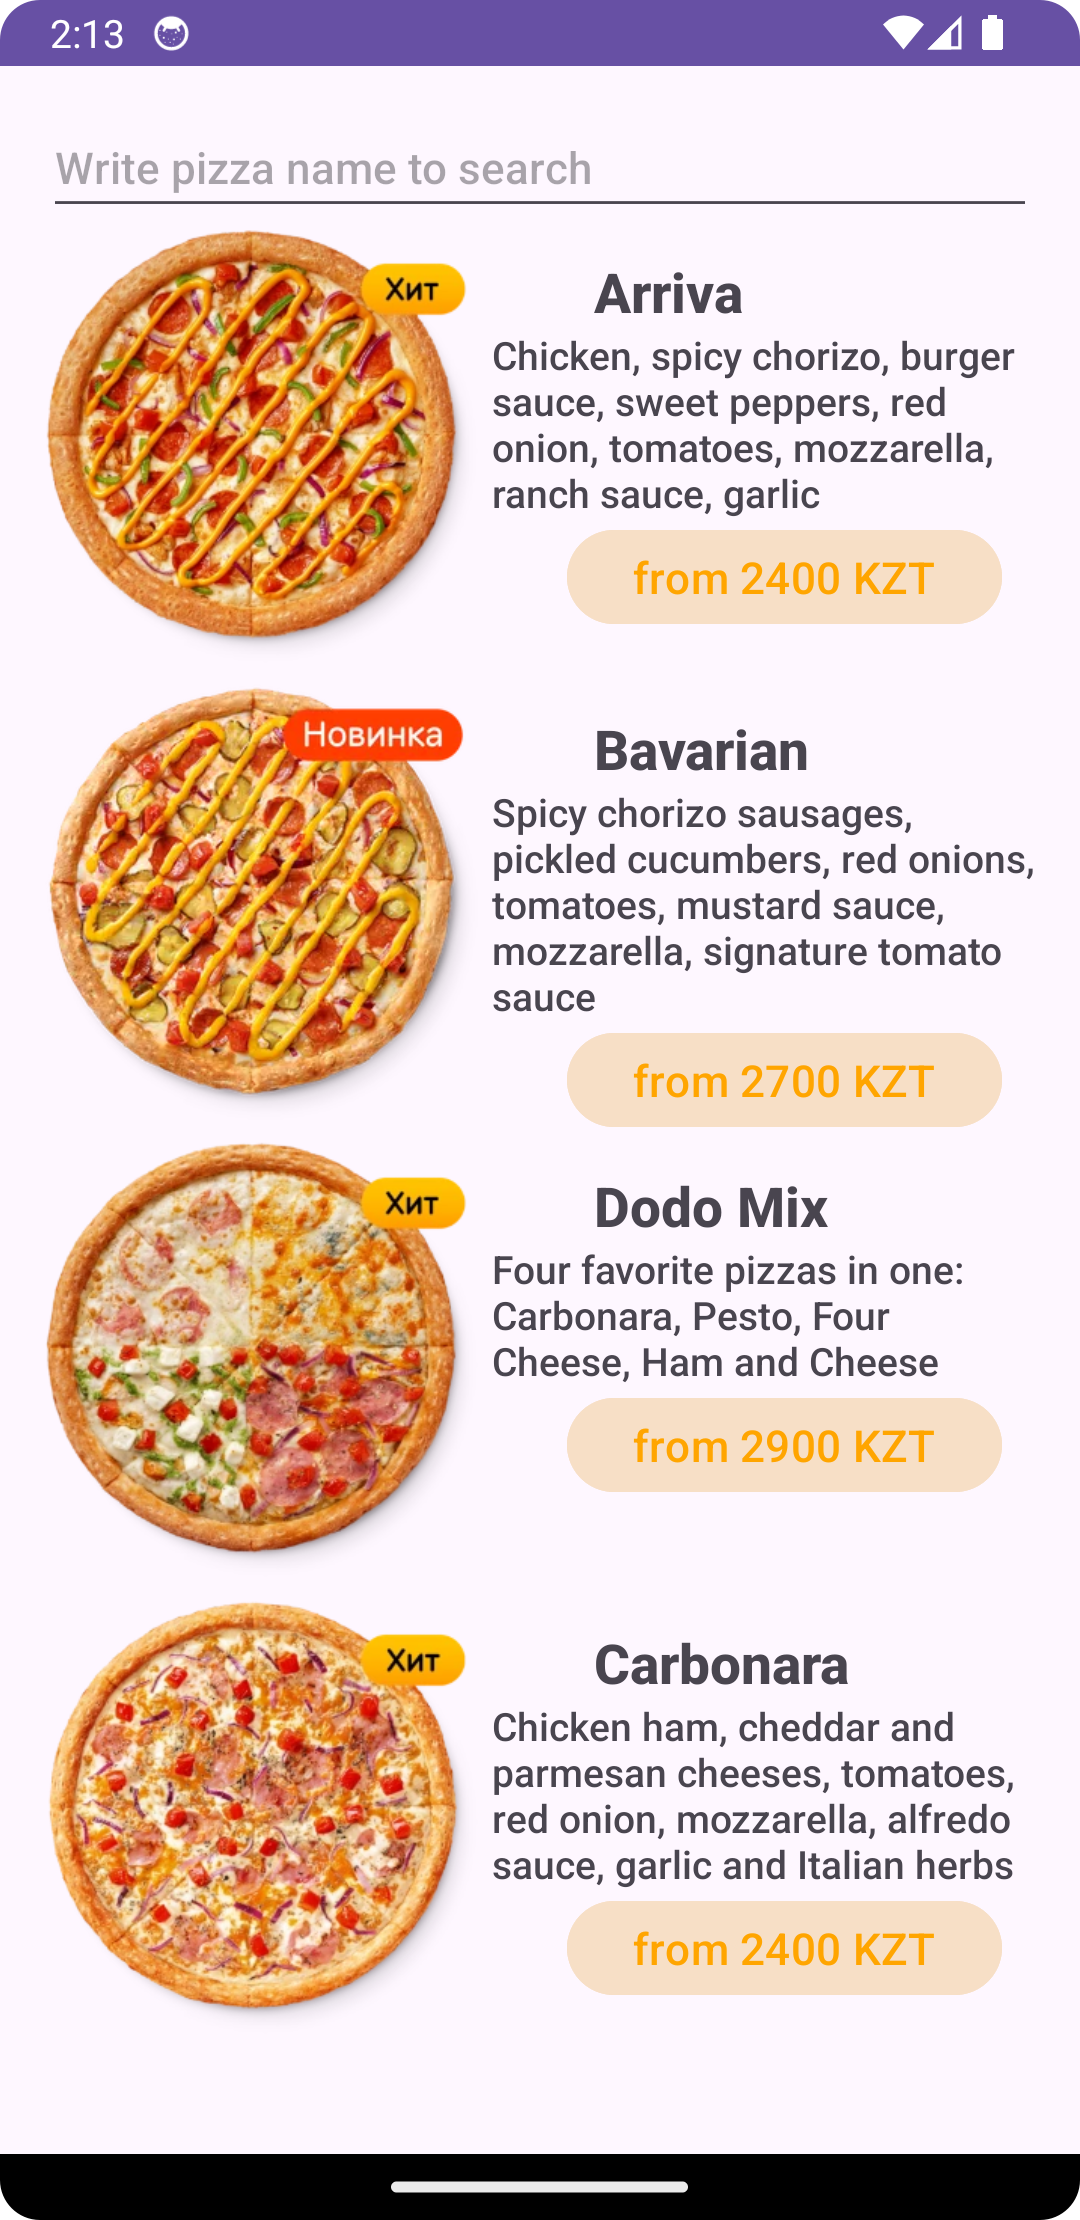 2:13
Write pizza name to search
Хит
Arriva
Chicken, spicy chorizo, burger
sauce, sweet peppers, red
onion, tomatoes, mozzarella,
ranch sauce, garlic
from 2400 KZT
Новинка
Bavarian
Spicy chorizo sausages,
pickled cucumbers, red onions,
tomatoes, mustard sauce,
mozzarella, signature tomato
sauce
from 2700 KZT
Хит
Dodo Mix
Four favorite pizzas in one:
Carbonara, Pesto, Four
Cheese, Ham and Cheese
from 2900 KZT
Хит
Carbonara
Chicken ham, cheddar and
parmesan cheeses, tomatoes,
red onion, mozzarella, alfredo
sauce, garlic and Italian herbs
from 2400 KZT